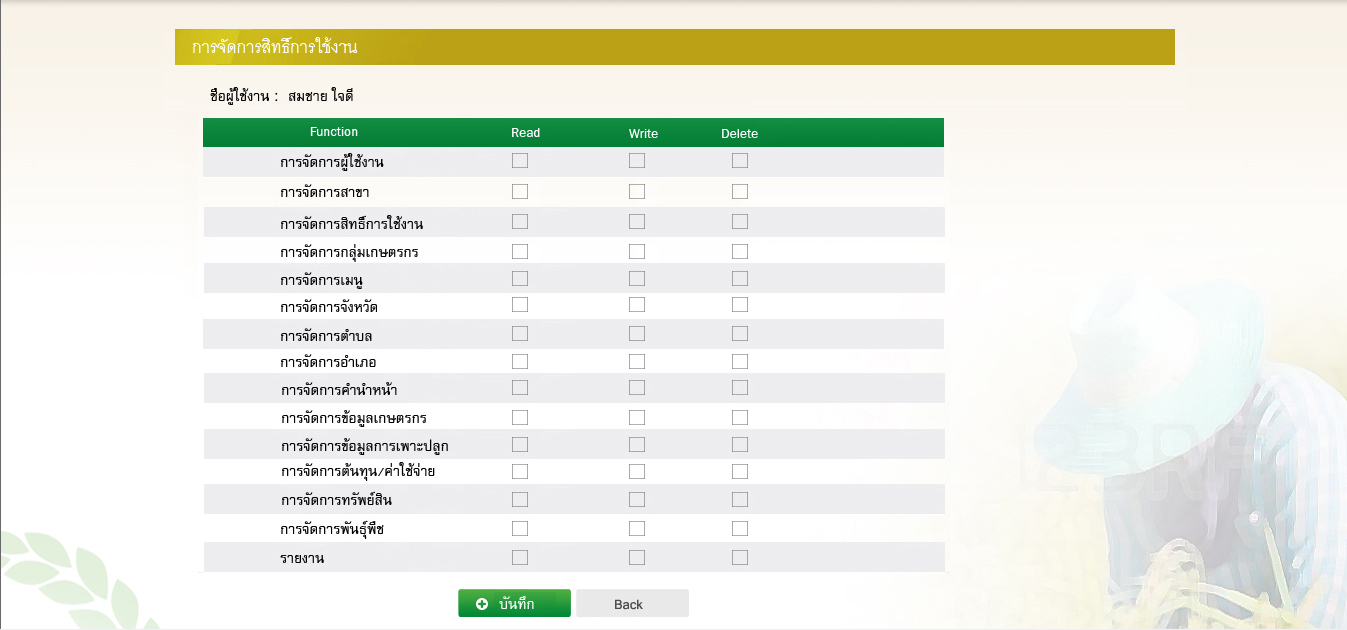 การจัดการสิทธิ์การใช้งาน
ชื่อผู้ใช้งาน : สมชาย ใจดี
Function Read Write Delete
การจัดการผู้ใช้งาน
การจัดการสาขา
การจัดการสิทธิ์การใช้งาน
การจัดการกลุ่มเกษตรกร
การจัดการเมนู
การจัดการจังหวัด
การจัดการตำบล
การจัดการอำเภอ
การจัดการคำนำหน้า
การจัดการข้อมูลเกษตรกร
การจัดการข้อมูลการเพาะปลูก
การจัดการต้นทุน/ค่าใช้จ่าย
การจัดการทรัพย์สิน
การจัดการพันธุ์พืช
รายงาน
บันทึก Back